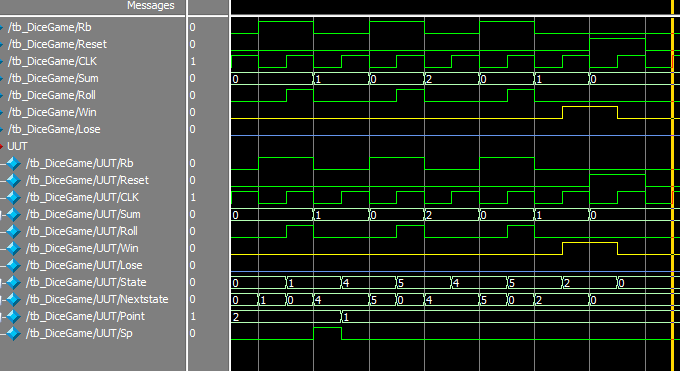 Messages
/tb_DiceGame/Rb 0
/tb_DiceGame/Reset 0
/tb_DiceGame/CLK 1
/tb_DiceGame/Sum 0 0 1 0 2 0 1 0
/tb_DiceGame/Roll 0
/tb_DiceGame/Win 0
/tb_DiceGame/Lose 0
UUT
/tb_DiceGame/UUT/Rb 0
/tb_DiceGame/UUT/Reset 0
/tb_DiceGame/UUT/CLK 1
/tb_DiceGame/UUT/Sum 0 0 1 0 2 0 1 0
/tb_DiceGame/UUT/Roll 0
/tb_DiceGame/UUT/Win 0
/tb_DiceGame/UUT/Lose 0
/tb_DiceGame/UUT/State 0 0 1 4 5 4 5 2 0
/tb_DiceGame/UUT/Nextstate 0 0 1 0 4 5 0 4 5 0 2 0
/tb_DiceGame/UUT/Point 1 2 1
/tb_DiceGame/UUT/Sp 0